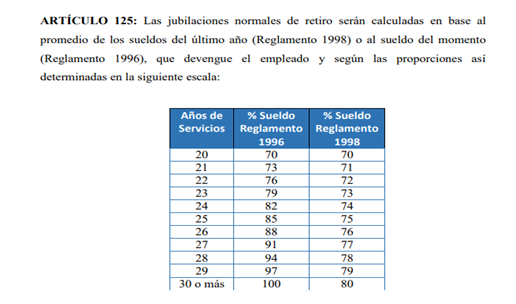 ARTÍCULO 125: Las jubilaciones normales de retiro serán calculadas en base al
promedio de los sueldos del último año (Reglamento 1998) o al sueldo del momento
(Reglamento 1996), que devengue el empleado y según las proporciones así
determinadas en la siguiente escala:
Años de Servicios % Sueldo Reglamento 1996 % Sueldo Reglamento 1998
20 70 70
21 73 71
22 76 72
23 79 73
24 82 74
25 85 75
26 88 76
27 91 77
28 94 78
29 97 79
30 o más 100 80